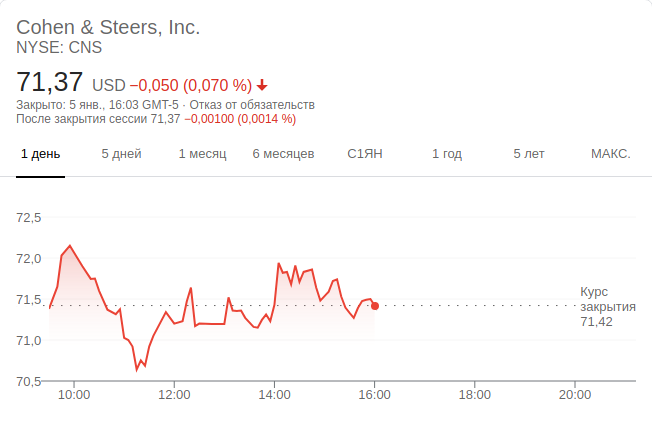 Cohen & Steers, Inc.
NYSE: CNS
71,37 USD −0,050 (0,070 %)
Закрыто: 5 янв., 16:03 GMT-5 · Отказ от обязательств
После закрытия сессии 71,37 −0,00100 (0,0014 %)
1 день 5 дней 1 месяц 6 месяцев С1ЯН 1 год 5 лет МАКС.
72,5
72,0
71,5
71,0
70,5
Курс
закрытия
71,42
10:00 12:00 14:00 16:00 18:00 20:00